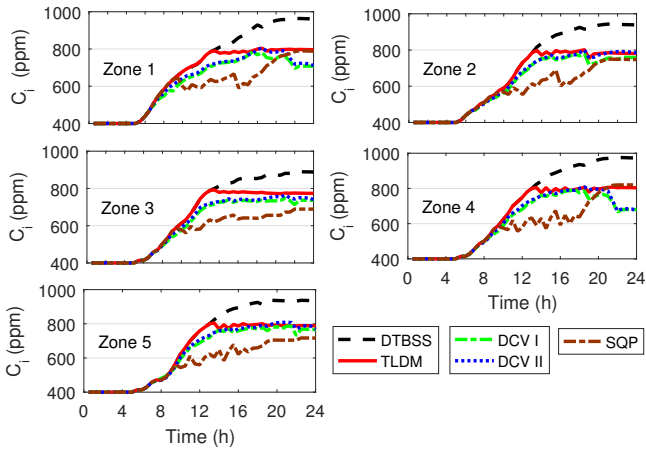 1000
800
600
400
C_i (ppm)
Zone 1
1000
800
600
400
C_i (ppm)
Zone 2
1000
800
600
400
C_i (ppm)
Zone 3
1000
800
600
400
C_i (ppm)
Zone 4
0 4 8 12 16 20 24
Time (h)
1000
800
600
400
C_i (ppm)
Zone 5
0 4 8 12 16 20 24
Time (h)
DTBSS
TLDM
DCV I
DCV II
SQP